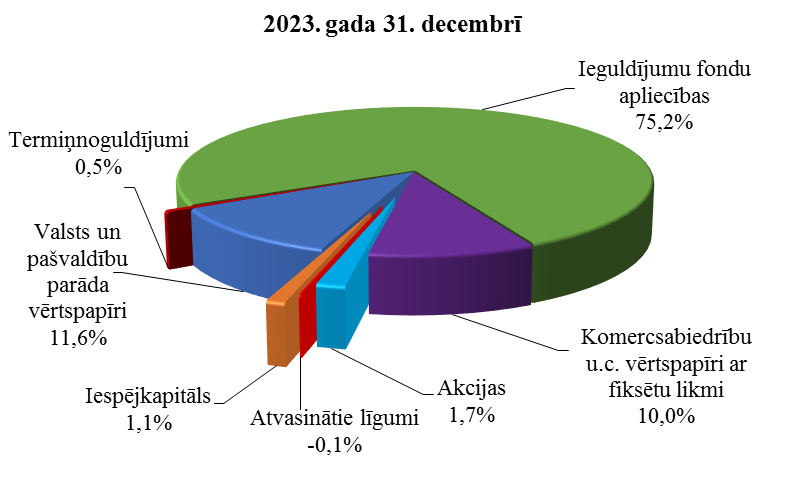 2023. gada 31. decembrī
Ieguldījumu fondu
apliecības
75,2%
Termiņnoguldījumi
0,5%
Valsts un
pašvaldību
parāda
vērtspapīri
11,6%
Iespējkapitāls
1,1%
Atvasinātie līgumi
-0,1%
Akcijas
1,7%
Komercsabiedrību
u.c. vērtspapīri ar
fiksētu likmi
10,0%